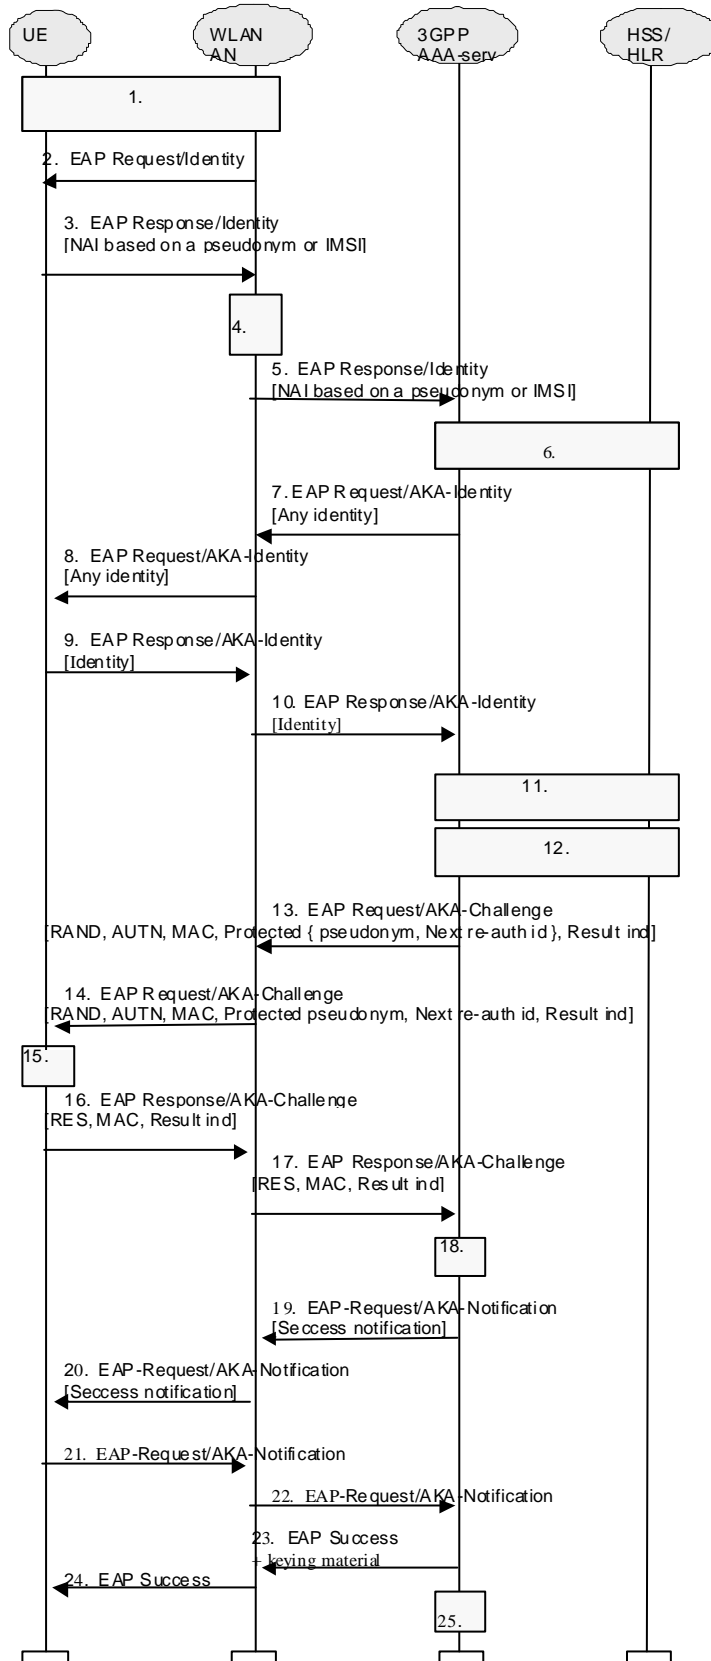 UE
WLAN
AN
3GPP
AAA-serv
HSS/
HLR
1.
2. EAP Request/Identity
3. EAP Response/Identity
[NAI based on a pseudonym or IMSI]
4.
5. EAP Response/Identity
[NAI based on a pseudonym or IMSI]
6.
7. EAP Request/AKA-Identity
[Any identity]
8. EAP Request/AKA-Identity
[Any identity]
9. EAP Response/AKA-Identity
[Identity]
10. EAP Response/AKA-Identity
[Identity]
11.
12.
13. EAP Request/AKA-Challenge
[RAND, AUTN, MAC, Protected { pseudonym, Next re-auth id }, Result ind]
14. EAP Request/AKA-Challenge
[RAND, AUTN, MAC, Protected pseudonym, Next re-auth id, Result ind]
15.
16. EAP Response/AKA-Challenge
[RES, MAC, Result ind]
17. EAP Response/AKA-Challenge
[RES, MAC, Result ind]
18.
19. EAP-Request/AKA-Notification
[Seccess notification]
20. EAP-Request/AKA-Notification
[Seccess notification]
21. EAP-Request/AKA-Notification
22. EAP-Request/AKA-Notification
23. EAP Success
+ keying material
24. EAP Success
25.